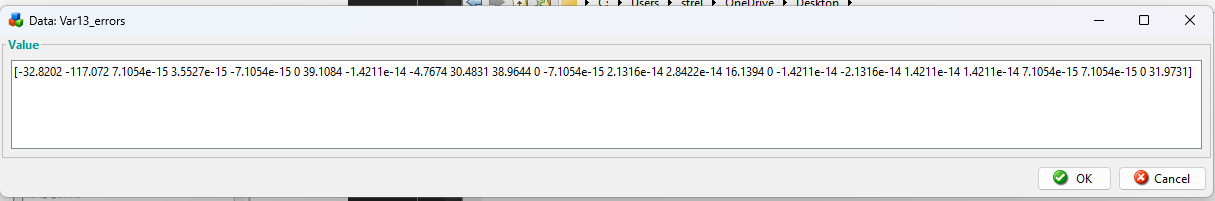 C: Users strel OneDrive Desktop
Data: Var13_errors
Value
[-32.8202 -117.072 7.1054e-15 3.5527e-15 -7.1054e-15 0 39.1084 -1.4211e-14 -4.7674 30.4831 38.9644 0 -7.1054e-15 2.1316e-14 2.8422e-14 16.1394 0 -1.4211e-14 -2.1316e-14 1.4211e-14 1.4211e-14 7.1054e-15 7.1054e-15 0 31.9731]
OK Cancel